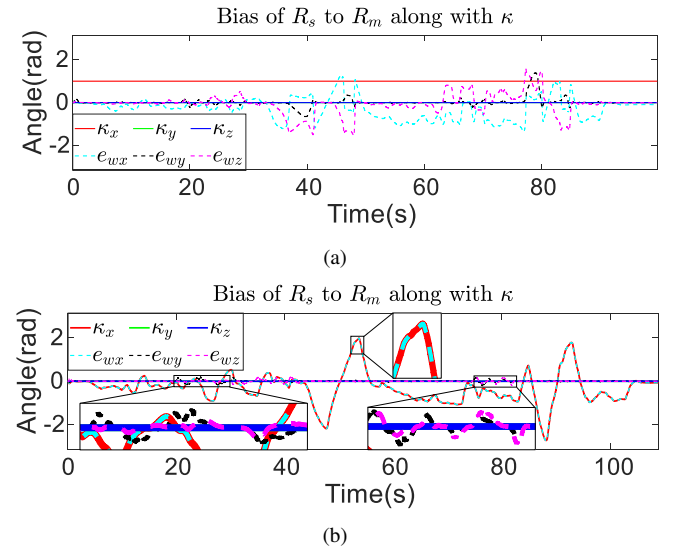 Bias of R_s to R_m along with κ
Angle(rad)
2
0
-2
κ_x κ_y κ_z
e_wx e_wy e_wz
0 20 40 60 80
Time(s)
(a)
Bias of R_s to R_m along with κ
Angle(rad)
2
0
-2
κ_x κ_y κ_z
e_wx e_wy e_wz
0 20 40 60 80 100
Time(s)
(b)